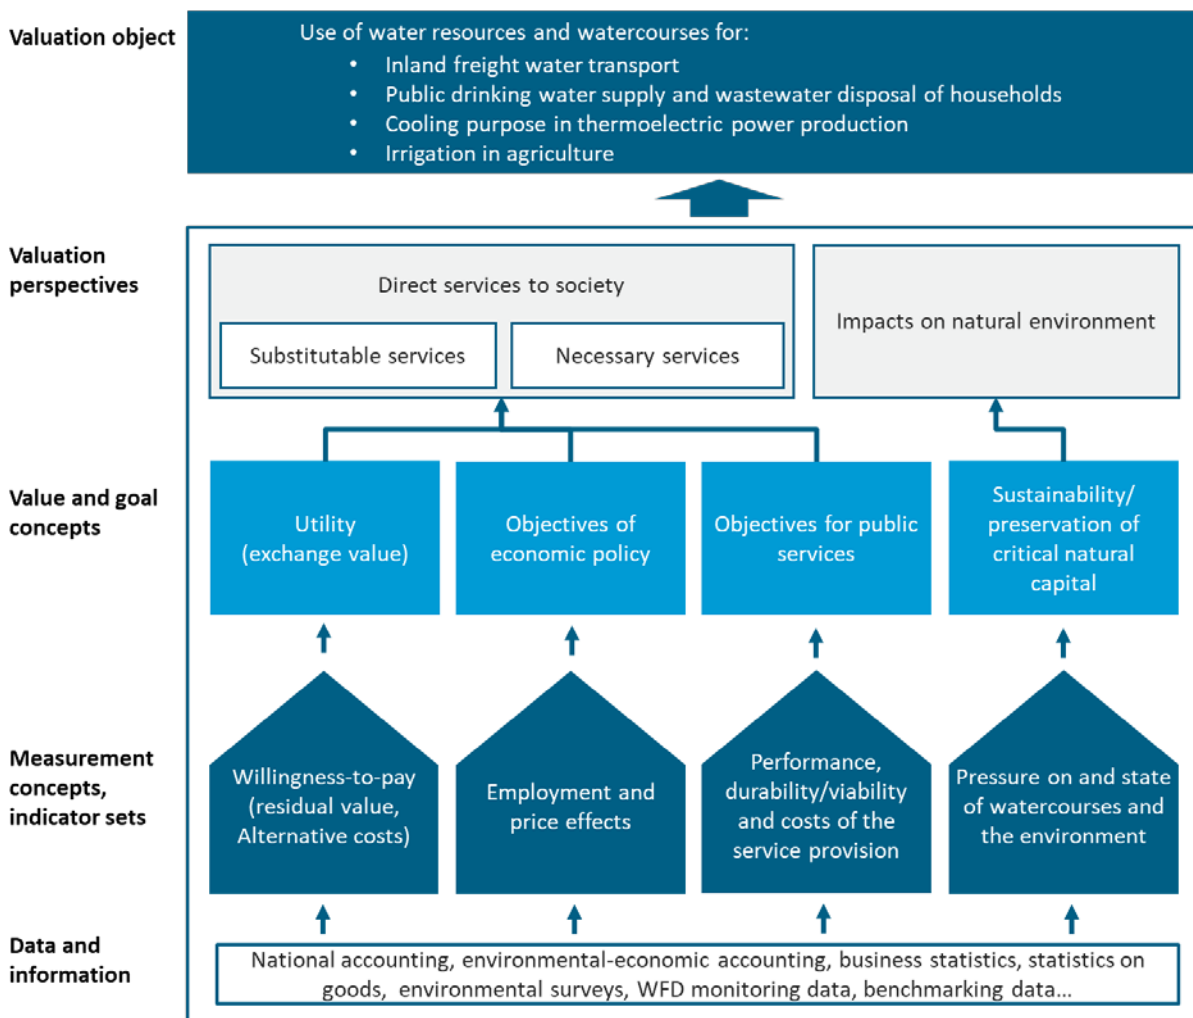 Valuation object
Use of water resources and watercourses for:
• Inland freight water transport
• Public drinking water supply and wastewater disposal of households
• Cooling purpose in thermoelectric power production
• Irrigation in agriculture
Valuation
perspectives
Direct services to society
Substitutable services
Necessary services
Impacts on natural environment
Value and goal
concepts
Utility
(exchange value)
Objectives of
economic policy
Objectives for public
services
Sustainability/
preservation of
critical natural
capital
Measurement
concepts,
indicator sets
Willingness-to-pay
(residual value,
Alternative costs)
Employment and
price effects
Performance,
durability/viability
and costs of the
service provision
Pressure on and state
of watercourses and
the environment
Data and
information
National accounting, environmental-economic accounting, business statistics, statistics on
goods, environmental surveys, WFD monitoring data, benchmarking data...